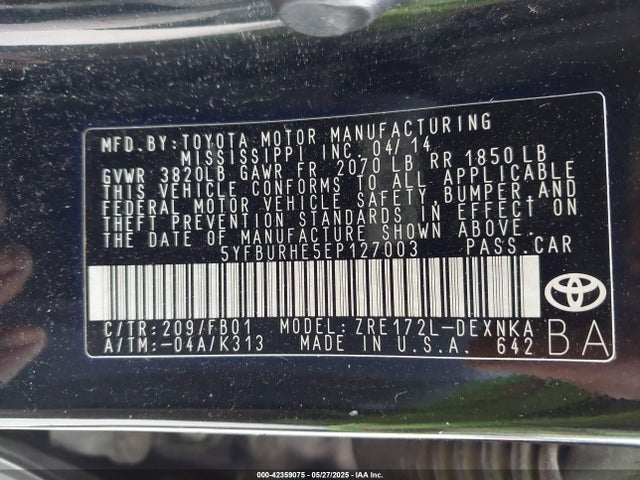 MFD.BY:TOYOTA MOTOR MANUFACTURING
MISSISSIPPI INC. 04/14
GVWR 3820LB GAWR FR 2070 LB RR 1850 LB
THIS VEHICLE CONFORMS TO ALL APPLICABLE
FEDERAL MOTOR VEHICLE SAFETY,BUMPER,AND
THEFT PREVENTION STANDARDS IN EFFECT ON
THE DATE OF MANUFACTURE SHOWN ABOVE.
5YFBURHE5EP127003 PASS.CAR
C/TR:209/FB01 MODEL: ZRE172L-DEXNKA
A/TM:-04A/K313 MADE IN U.S.A. 642
BA
000-42359075 - 05/27/2025 - IAA Inc.